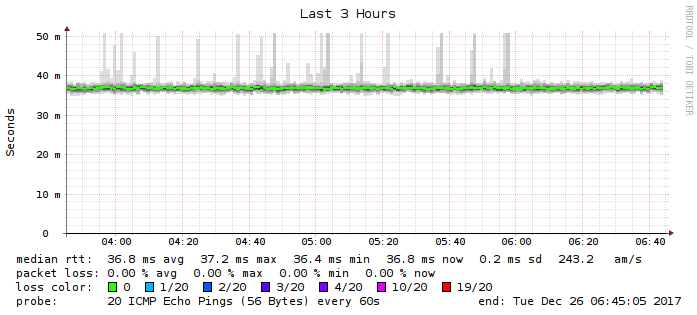 Last 3 Hours
RRDTOOL / TOBI OETIKER
Seconds
50 m
40 m
30 m
20 m
10 m
0
04:00 04:20 04:40 05:00 05:20 05:40 06:00 06:20 06:40
median rtt: 36.8 ms avg 37.2 ms max 36.4 ms min 36.8 ms now 0.2 ms sd 243.2 am/s
packet loss: 0.00 % avg 0.00 % max 0.00 % min 0.00 % now
loss color: 0 1/20 2/20 3/20 4/20 10/20 19/20
probe: 20 ICMP Echo Pings (56 Bytes) every 60s end: Tue Dec 26 06:45:05 2017